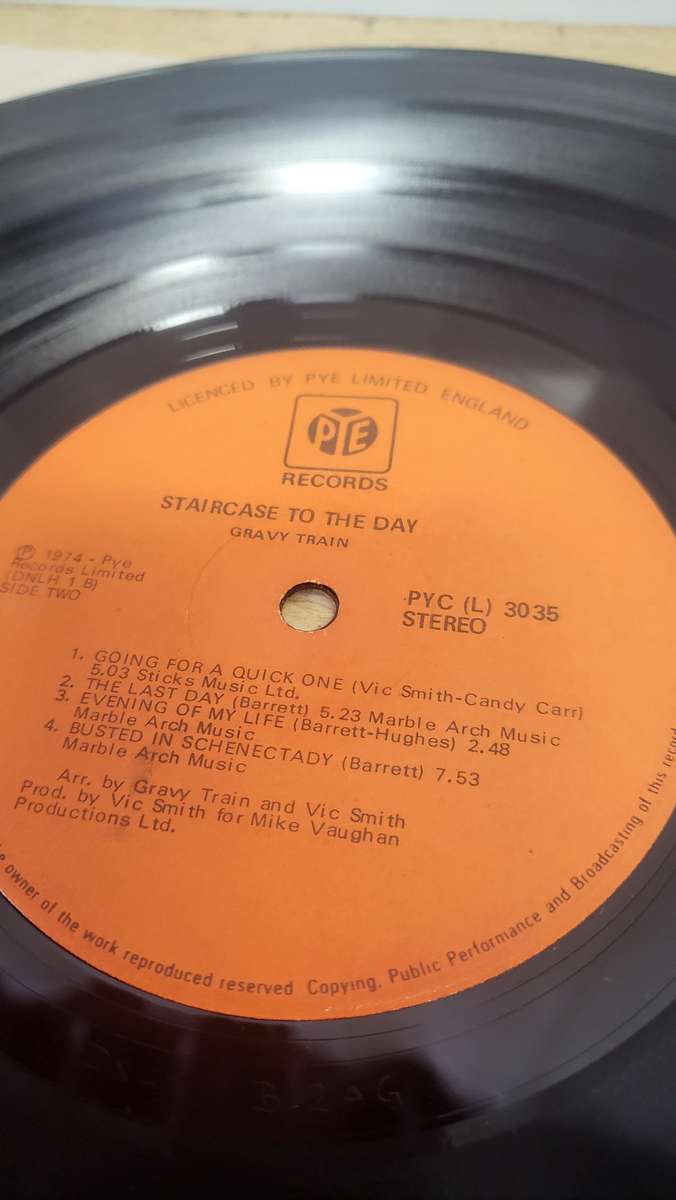 LICENCED BY PYE LIMITED ENGLAND
PYE
RECORDS
STAIRCASE TO THE DAY
GRAVY TRAIN
Ⓟ 1974 - Pye
Records Limited
(DNLH 1 B)
SIDE TWO
PYC (L) 3035
STEREO
1. GOING FOR A QUICK ONE (Vic Smith-Candy Carr)
5.03 Sticks Music Ltd.
2. THE LAST DAY (Barrett) 5.23 Marble Arch Music
3. EVENING OF MY LIFE (Barrett-Hughes) 2.48
Marble Arch Music
4. BUSTED IN SCHENECTADY (Barrett) 7.53
Marble Arch Music
Arr. by Gravy Train and Vic Smith
Prod. by Vic Smith for Mike Vaughan
Productions Ltd.
owner of the work reproduced reserved Copying, Public Performance and Broadcasting of this record